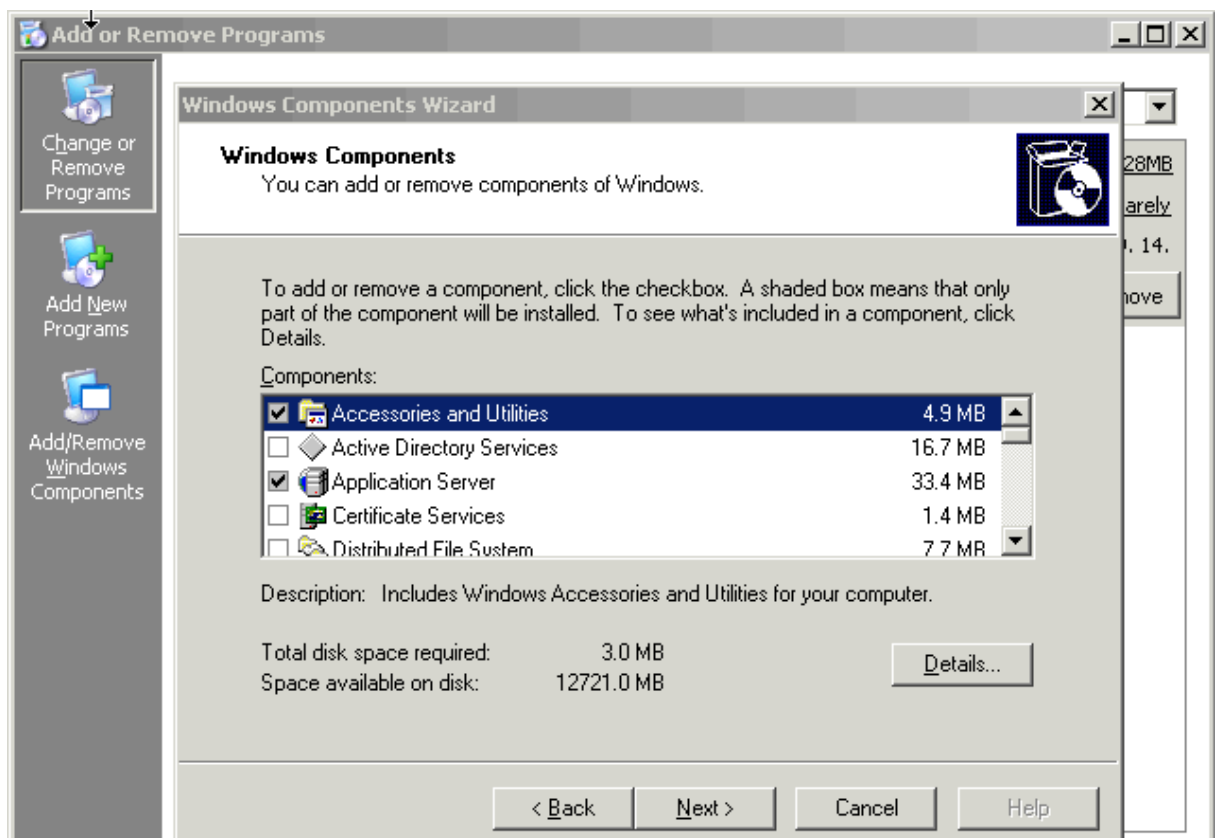 Add or Remove Programs
Change or
Remove
Programs
Add New
Programs
Add/Remove
Windows
Components
Windows Components Wizard
Windows Components
You can add or remove components of Windows.
To add or remove a component, click the checkbox. A shaded box means that only
part of the component will be installed. To see what's included in a component, click
Details.
Components:
Accessories and Utilities 4.9 MB
Active Directory Services 16.7 MB
Application Server 33.4 MB
Certificate Services 1.4 MB
Distributed File System 7.7 MB
Description: Includes Windows Accessories and Utilities for your computer.
Total disk space required: 3.0 MB
Space available on disk: 12721.0 MB
Details...
< Back
Next >
Cancel
Help
28MB
arely
14.